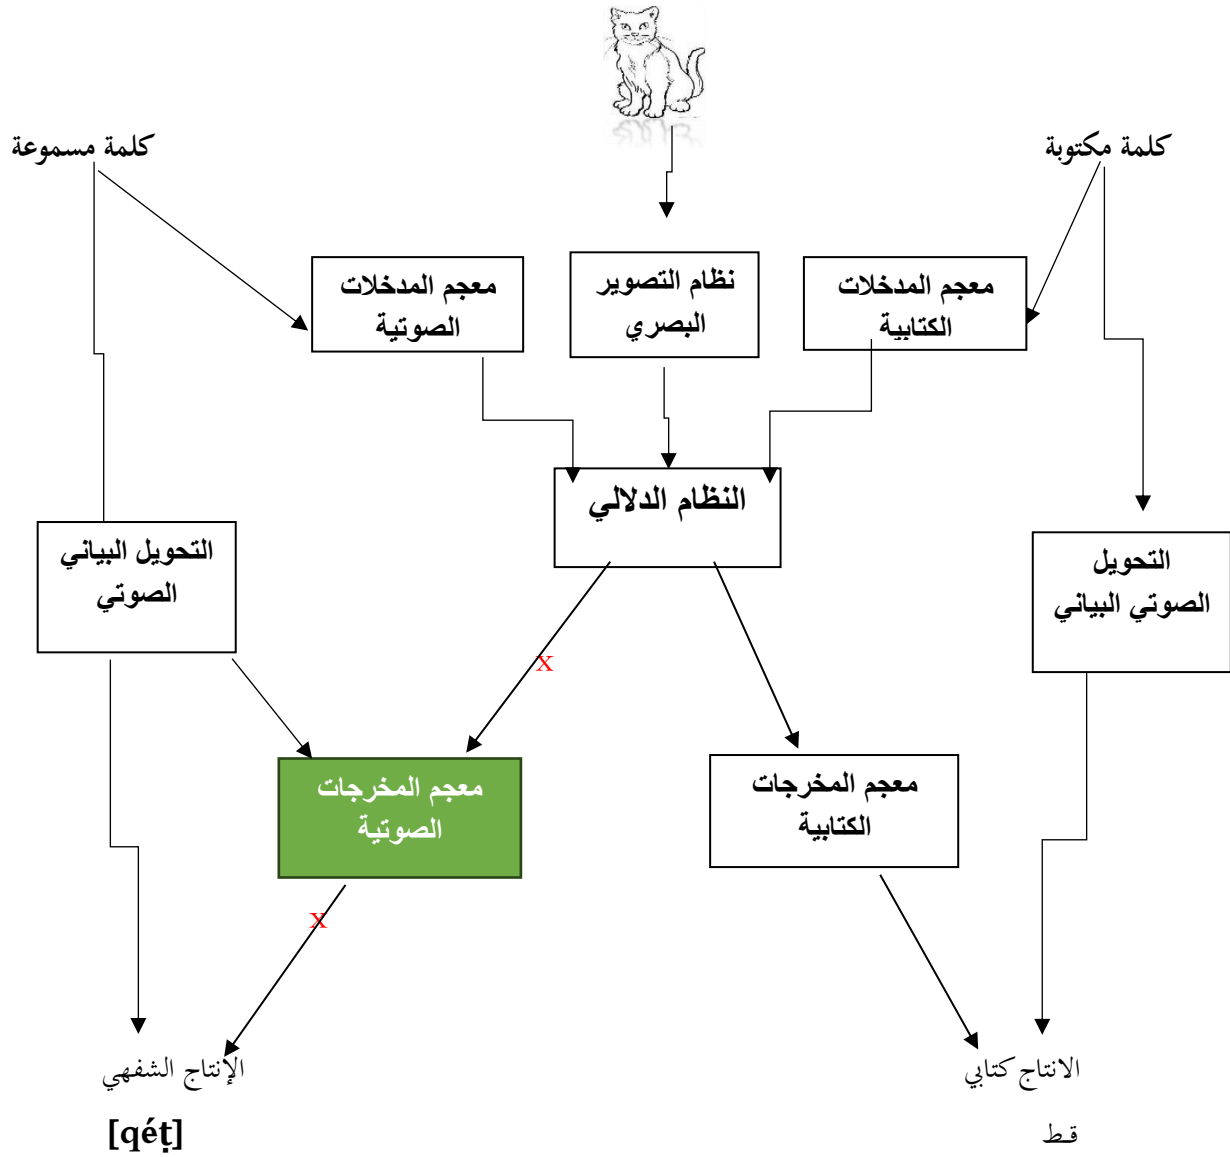 كلمة مسموعة
كلمة مكتوبة
معجم المدخلات
الكتابية
نظام التصوير
البصري
معجم المدخلات
الصوتية
النظام الدلالي
التحويل
الصوتي البياني
التحويل البياني
الصوتي
x
معجم المخرجات
الكتابية
معجم المخرجات
الصوتية
x
الانتاج كتابي
الإنتاج الشفهي
قط
[qéṭ]